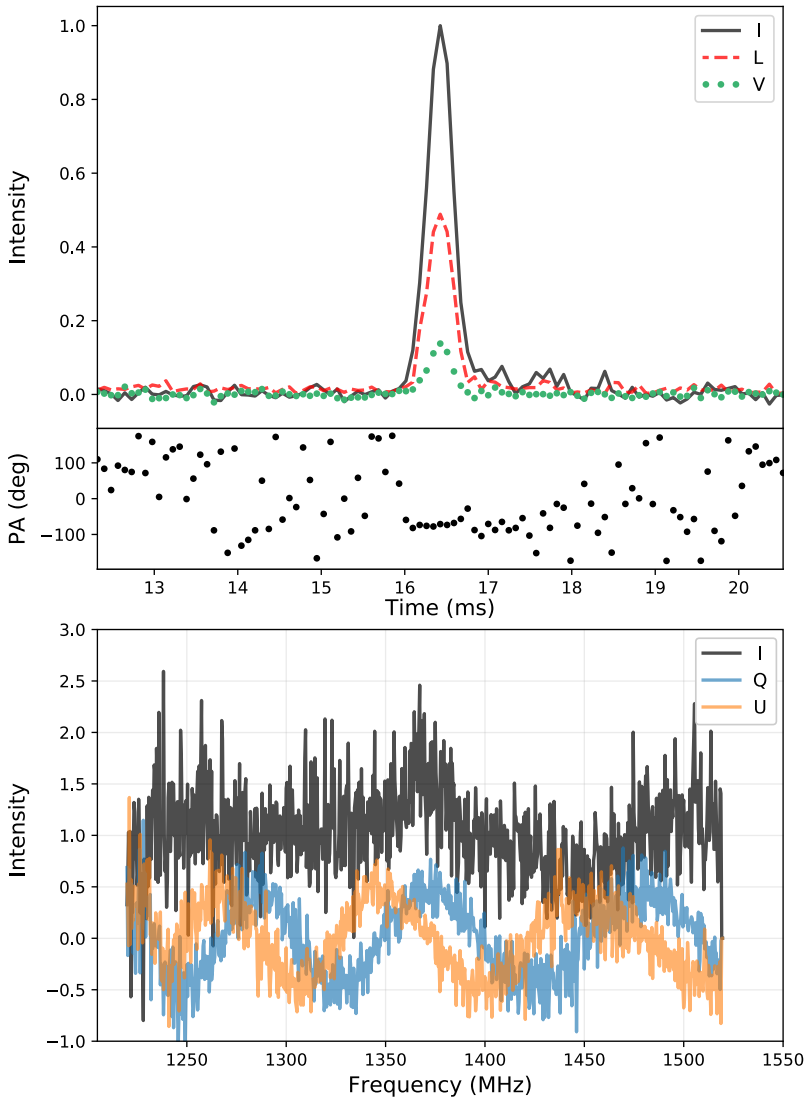 1.0
0.8
0.6
0.4
0.2
0.0
Intensity
I
L
V
100
0
−100
PA (deg)
13 14 15 16 17 18 19 20
Time (ms)
3.0
2.5
2.0
1.5
1.0
0.5
0.0
−0.5
−1.0
Intensity
I
Q
U
1250 1300 1350 1400 1450 1500 1550
Frequency (MHz)